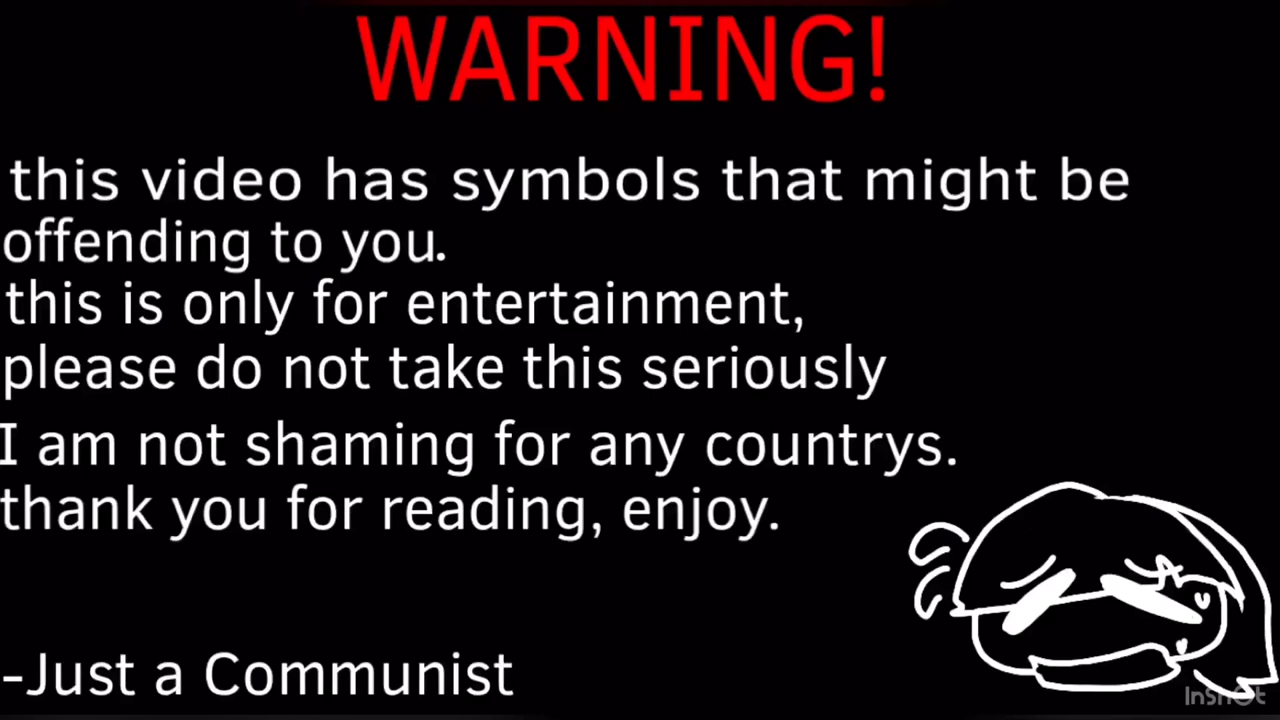 WARNING!
this video has symbols that might be
offending to you.
this is only for entertainment,
please do not take this seriously
I am not shaming for any countrys.
thank you for reading, enjoy.
-Just a Communist
InShOt